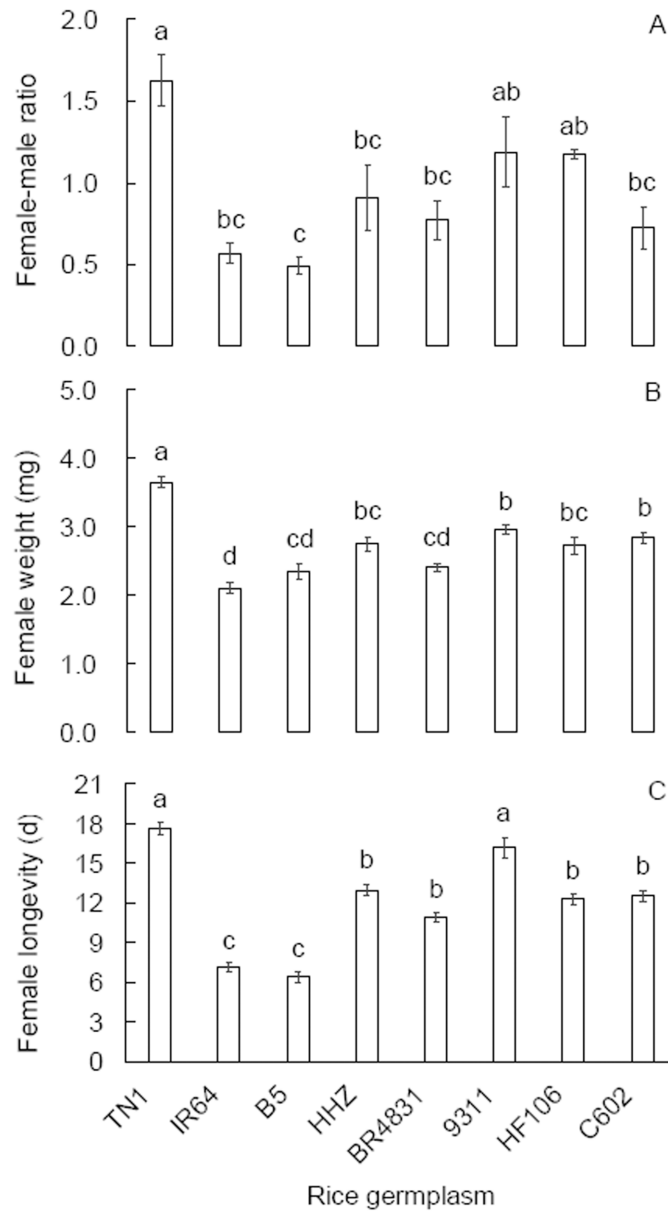 A
2.0
1.5
1.0
0.5
0.0
Female-male ratio
a
bc
c
bc
bc
ab
ab
bc
B
5.0
4.0
3.0
2.0
1.0
0.0
Female weight (mg)
a
d
cd
bc
cd
b
bc
b
C
21
18
15
12
9
6
3
0
Female longevity (d)
a
c
c
b
b
a
b
b
TN1
IR64
B5
HHZ
BR4831
9311
HF106
C602
Rice germplasm